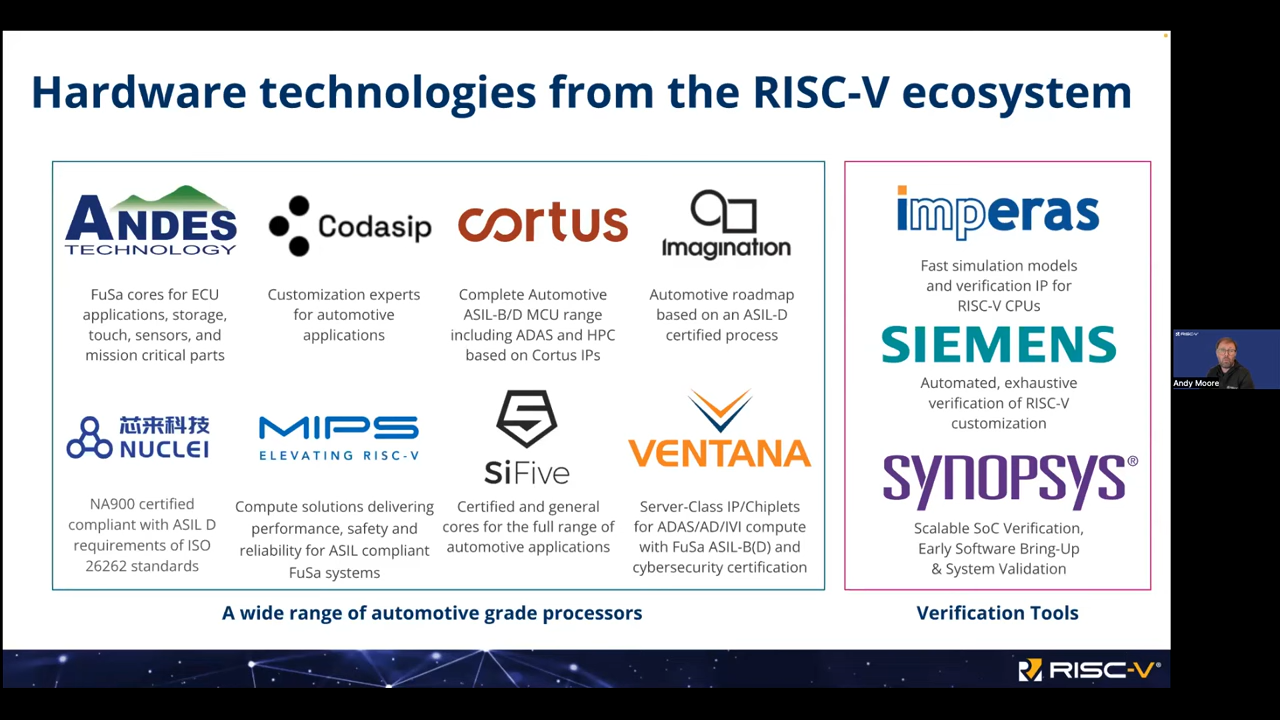 Hardware technologies from the RISC-V ecosystem
ANDES
TECHNOLOGY
FuSa cores for ECU
applications, storage,
touch, sensors, and
mission critical parts
Codasip
Customization experts
for automotive
applications
cortus
Complete Automotive
ASIL-B/D MCU range
including ADAS and HPC
based on Cortus IPs
Imagination
Automotive roadmap
based on an ASIL-D
certified process
芯来科技
NUCLEI
NA900 certified
compliant with ASIL D
requirements of ISO
26262 standards
MIPS
ELEVATING RISC-V
Compute solutions delivering
performance, safety and
reliability for ASIL compliant
FuSa systems
SiFive
Certified and general
cores for the full range of
automotive applications
VENTANA
Server-Class IP/Chiplets
for ADAS/AD/IVI compute
with FuSa ASIL-B(D) and
cybersecurity certification
A wide range of automotive grade processors
imperas
Fast simulation models
and verification IP for
RISC-V CPUs
SIEMENS
Automated, exhaustive
verification of RISC-V
customization
SYNOPSYS®
Scalable SoC Verification,
Early Software Bring-Up
& System Validation
Verification Tools
RISC-V®
RISC-V
Andy Moore